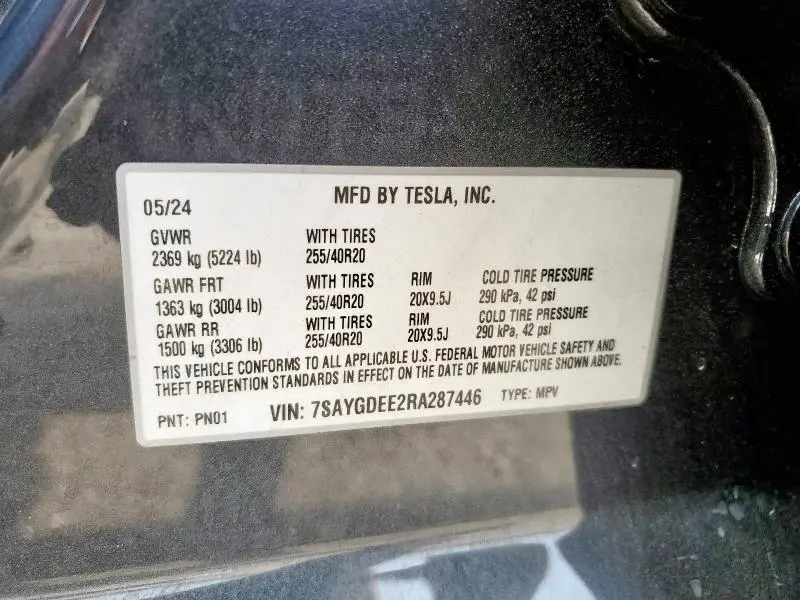 MFD BY TESLA, INC.
05/24
GVWR WITH TIRES
2369 kg (5224 lb) 255/40R20
GAWR FRT WITH TIRES RIM COLD TIRE PRESSURE
1363 kg (3004 lb) 255/40R20 20X9.5J 290 kPa, 42 psi
GAWR RR WITH TIRES RIM COLD TIRE PRESSURE
1500 kg (3306 lb) 255/40R20 20X9.5J 290 kPa, 42 psi
THIS VEHICLE CONFORMS TO ALL APPLICABLE U.S. FEDERAL MOTOR VEHICLE SAFETY AND
THEFT PREVENTION STANDARDS IN EFFECT ON THE DATE OF MANUFACTURE SHOWN ABOVE.
PNT: PN01 VIN: 7SAYGDEE2RA287446 TYPE: MPV